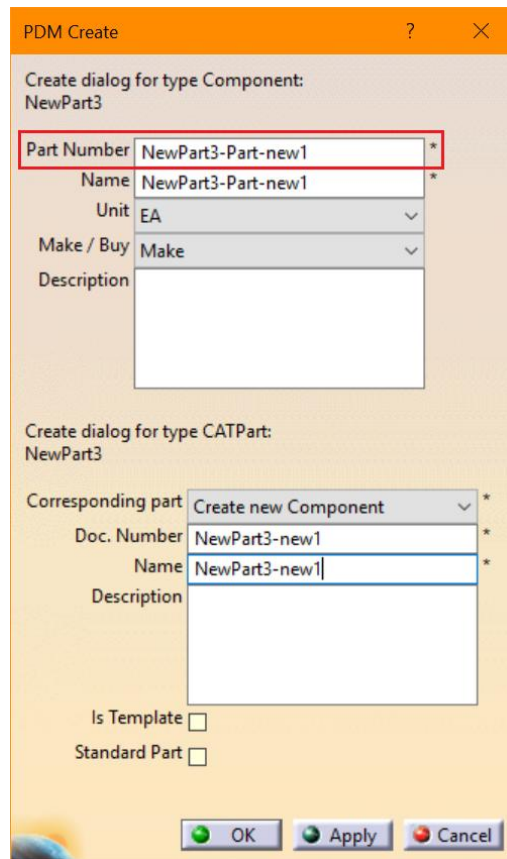 PDM Create ? ×
Create dialog for type Component:
NewPart3
Part Number NewPart3-Part-new1 *
Name NewPart3-Part-new1 *
Unit EA
Make / Buy Make
Description
Create dialog for type CATPart:
NewPart3
Corresponding part Create new Component *
Doc. Number NewPart3-new1 *
Name NewPart3-new1 *
Description
Is Template
Standard Part
OK Apply Cancel